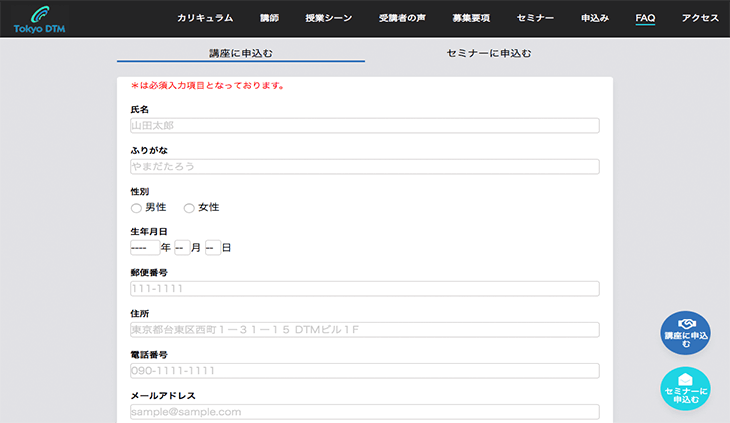 Tokyo DTM
カリキュラム 講師 授業シーン 受講者の声 募集要項 セミナー 申込み FAQ アクセス
講座に申込む セミナーに申込む
＊は必須入力項目となっております。
氏名
山田太郎
ふりがな
やまだたろう
性別
男性 女性
生年月日
---- 年 -- 月 -- 日
郵便番号
111-1111
住所
東京都台東区西町１－３１－１５ DTMビル１F
電話番号
090-1111-1111
メールアドレス
sample@sample.com
講座に申込
む
セミナーに
申込む